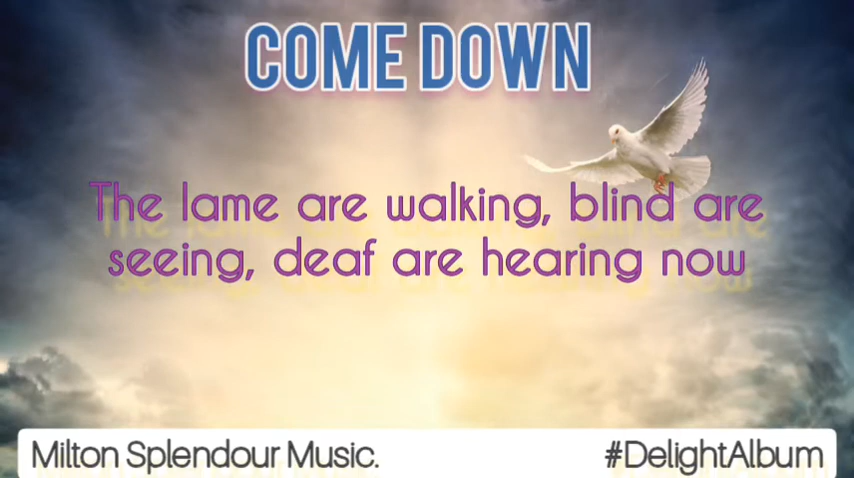 COME DOWN
The lame are walking, blind are
seeing, deaf are hearing now
Milton Splendour Music.
#DelightAlbum